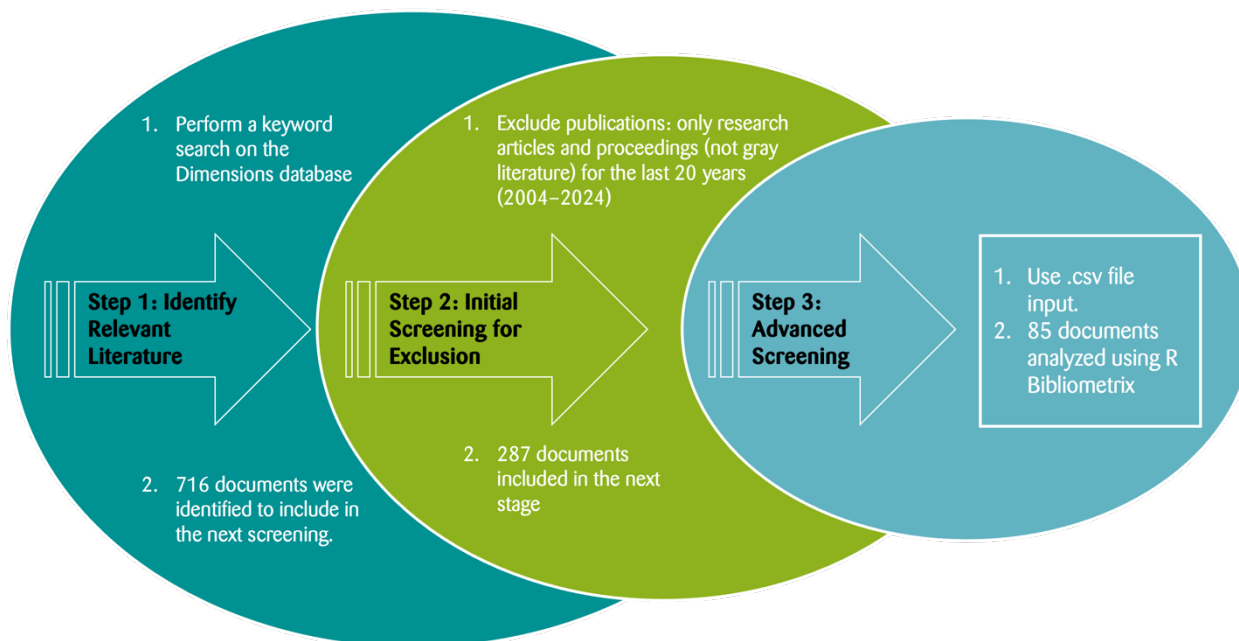 1. Perform a keyword
search on the
Dimensions database
Step 1: Identify
Relevant
Literature
2. 716 documents were
identified to include in
the next screening.
1. Exclude publications: only research
articles and proceedings (not gray
literature) for the last 20 years
(2004–2024)
Step 2: Initial
Screening for
Exclusion
2. 287 documents
included in the next
stage
Step 3:
Advanced
Screening
1. Use .csv file
input.
2. 85 documents
analyzed using R
Bibliometrix